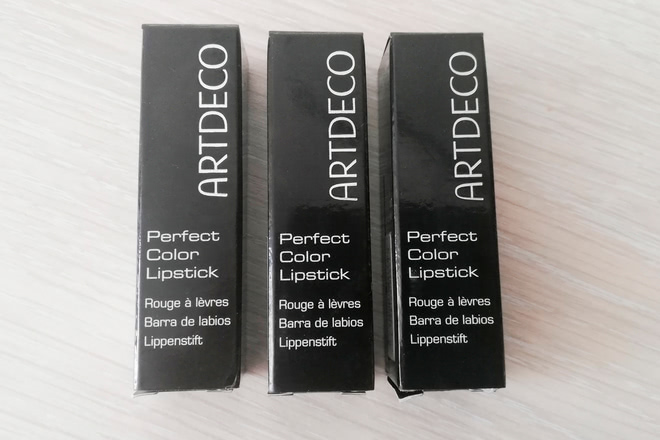 ARTDECO
Perfect
Color
Lipstick
Rouge à lèvres
Barra de labios
Lippenstift
ARTDECO
Perfect
Color
Lipstick
Rouge à lèvres
Barra de labios
Lippenstift
ARTDECO
Perfect
Color
Lipstick
Rouge à lèvres
Barra de labios
Lippenstift